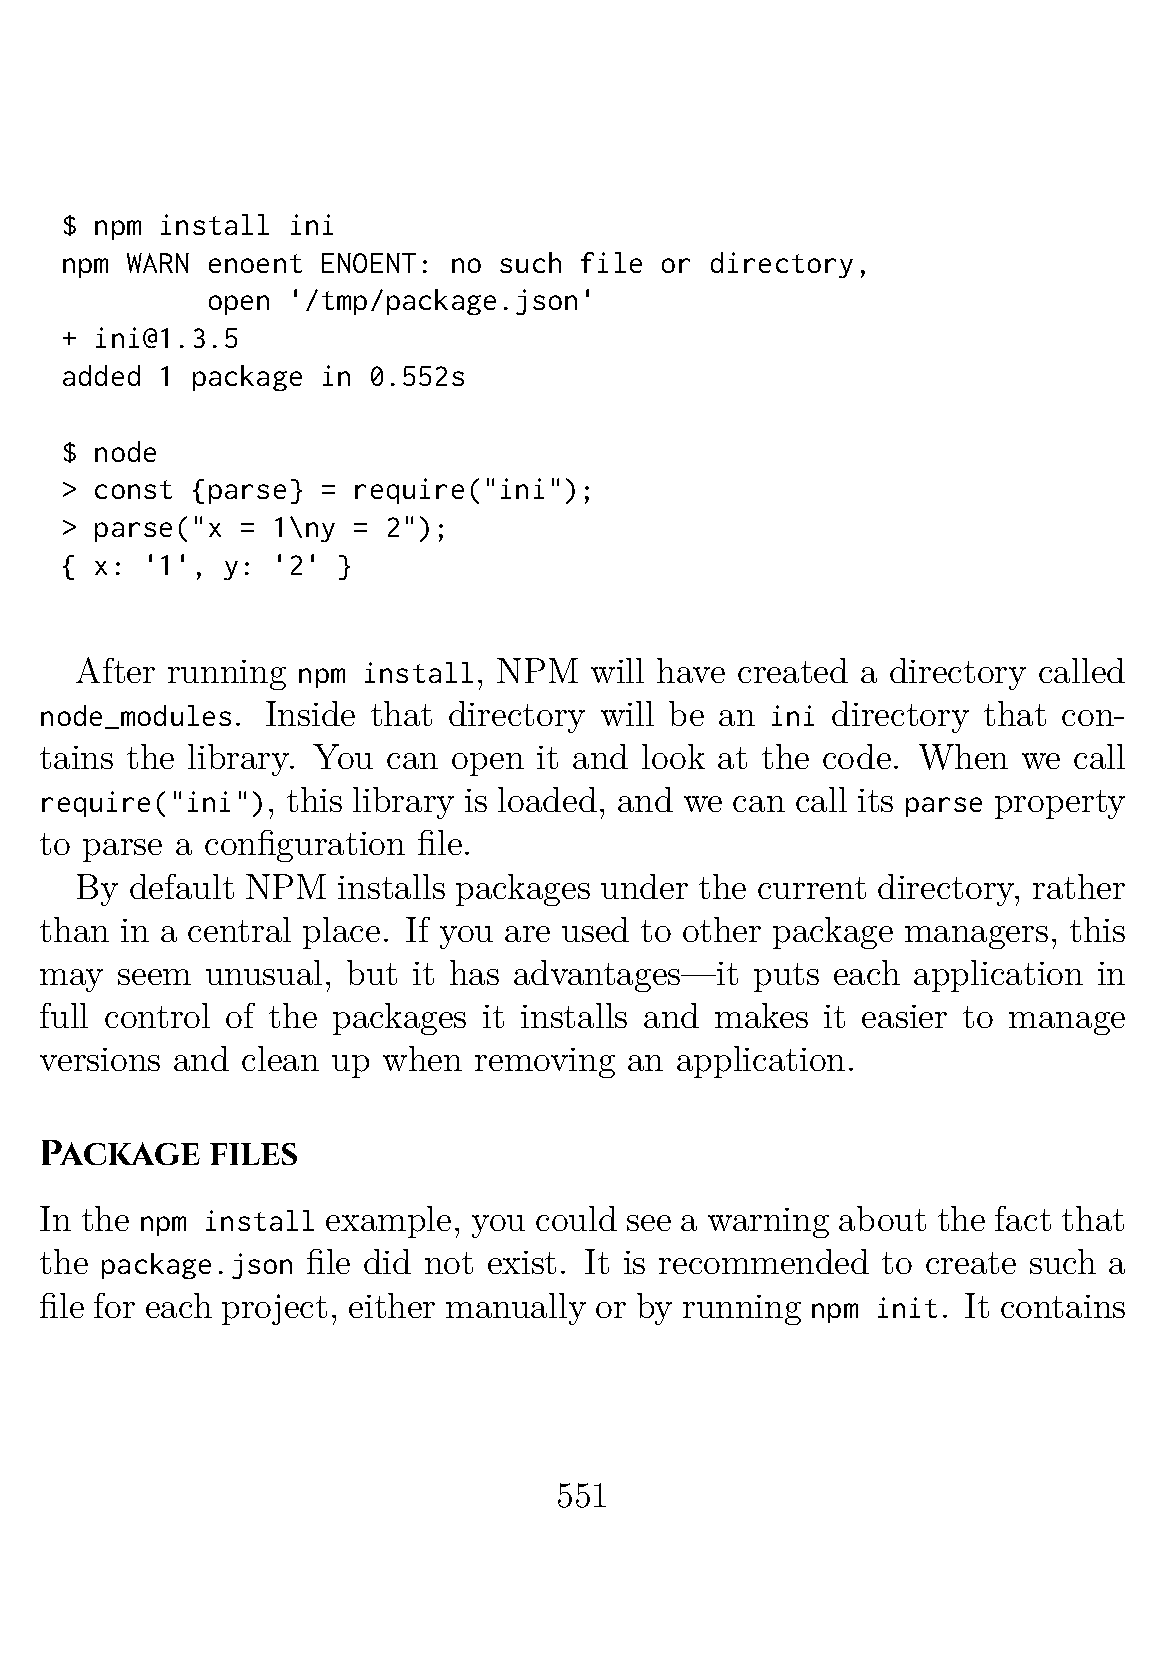 $ npm install ini
npm WARN enoent ENOENT: no such file or directory,
         open '/tmp/package.json'
+ ini@1.3.5
added 1 package in 0.552s

$ node
> const {parse} = require("ini");
> parse("x = 1\ny = 2");
{ x: '1', y: '2' }

After running npm install, NPM will have created a directory called
node_modules. Inside that directory will be an ini directory that con-
tains the library. You can open it and look at the code. When we call
require("ini"), this library is loaded, and we can call its parse property
to parse a configuration file.
By default NPM installs packages under the current directory, rather
than in a central place. If you are used to other package managers, this
may seem unusual, but it has advantages—it puts each application in
full control of the packages it installs and makes it easier to manage
versions and clean up when removing an application.

Package files
In the npm install example, you could see a warning about the fact that
the package.json file did not exist. It is recommended to create such a
file for each project, either manually or by running npm init. It contains

551